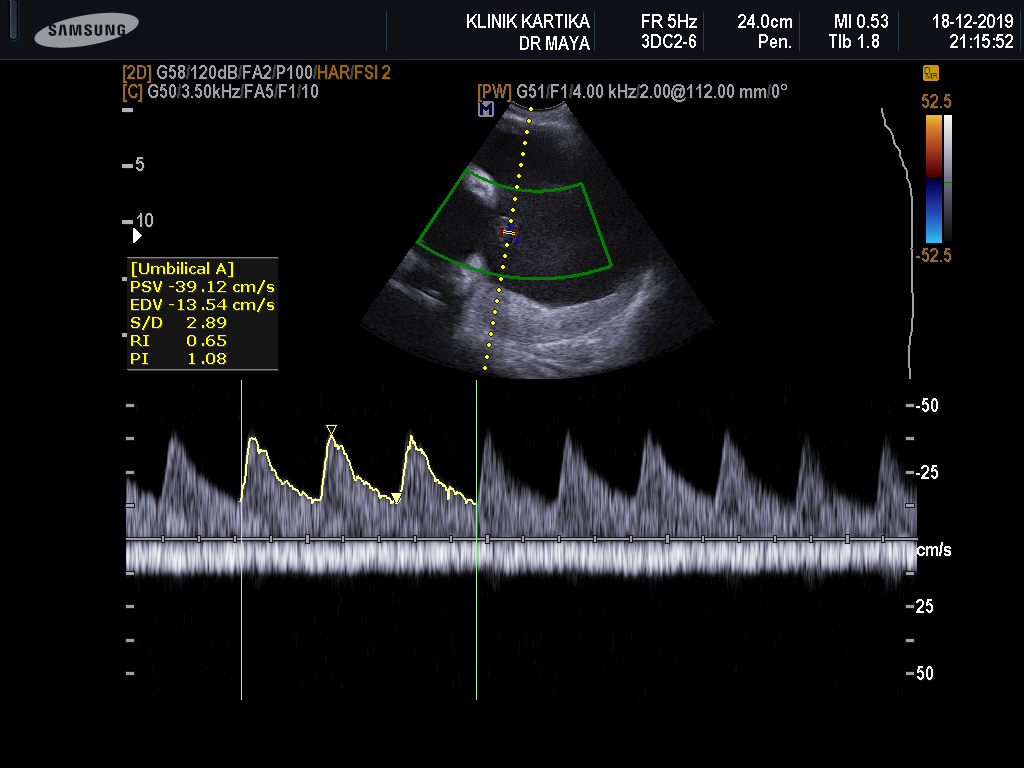 SAMSUNG
KLINIK KARTIKA
DR MAYA
FR 5Hz
3DC2-6
24.0cm
Pen.
MI 0.53
TIb 1.8
18-12-2019
21:15:52
[2D] G58/120dB/FA2/P100/HAR/FSI 2
[C] G50/3.50kHz/FA5/F1/10
[PW] G51/F1/4.00 kHz/2.00@112.00 mm/0°
M
52.5
-52.5
5
10
[Umbilical A]
PSV -39.12 cm/s
EDV -13.54 cm/s
S/D 2.89
RI 0.65
PI 1.08
-50
-25
cm/s
25
50